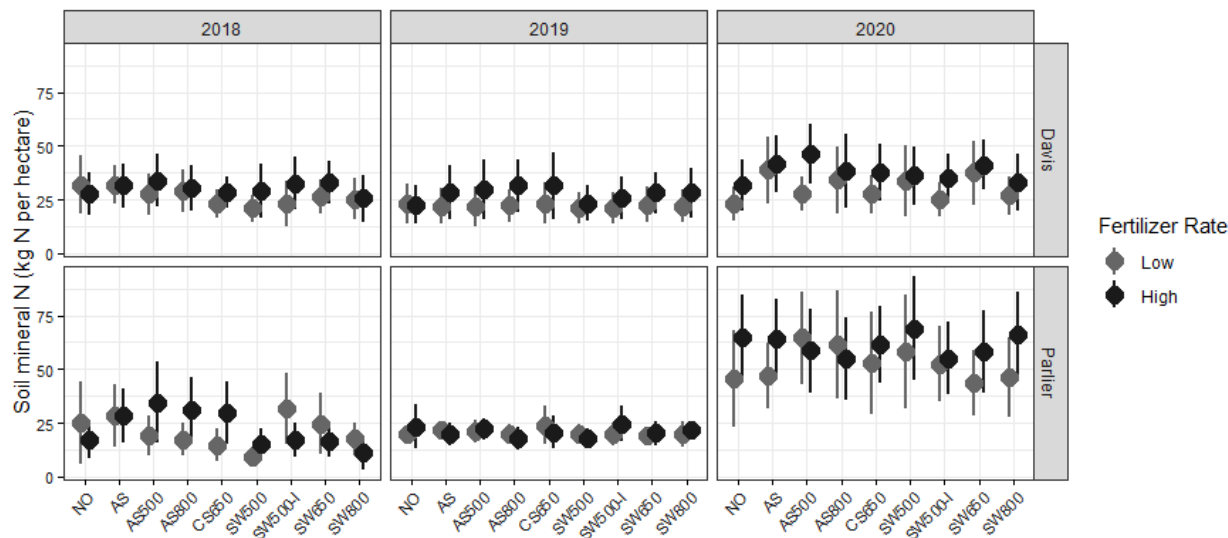 2018 2019 2020
75
50
25
0
Davis
75
50
25
0
Parlier
Soil mineral N (kg N per hectare)
NO AS AS500 AS800 CS650 SW500 SW500-I SW650 SW800
NO AS AS500 AS800 CS650 SW500 SW500-I SW650 SW800
NO AS AS500 AS800 CS650 SW500 SW500-I SW650 SW800
Fertilizer Rate
Low
High